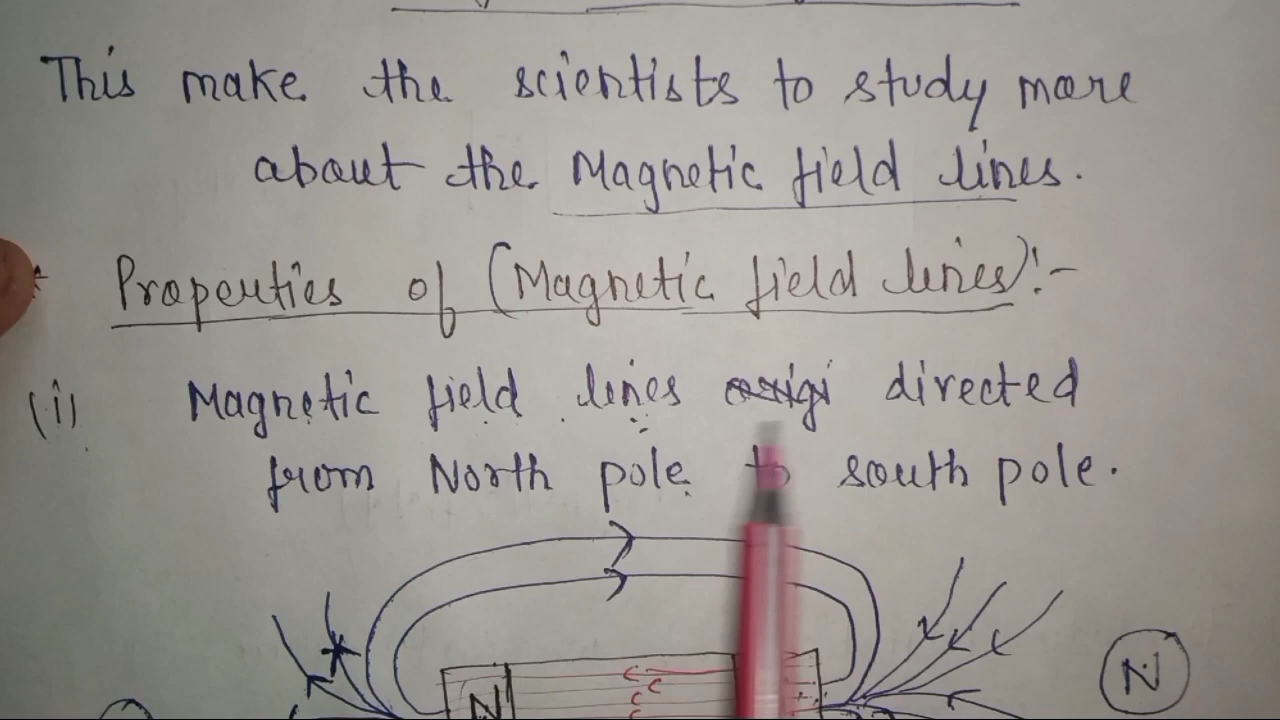 This make the scientists to study more
about the Magnetic field lines.
* Properties of (Magnetic field lines):-
(i) Magnetic field lines directed
from North pole to south pole.
N
N